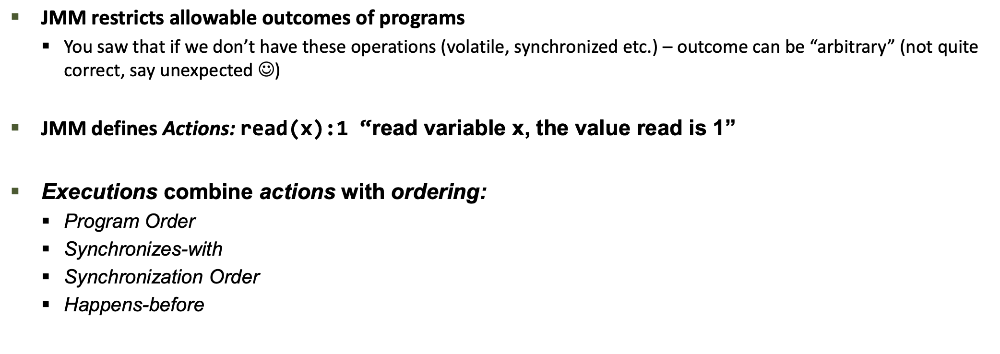 JMM restricts allowable outcomes of programs
You saw that if we don’t have these operations (volatile, synchronized etc.) – outcome can be “arbitrary” (not quite
correct, say unexpected ☺)
JMM defines Actions: read(x):1 “read variable x, the value read is 1”
Executions combine actions with ordering:
Program Order
Synchronizes-with
Synchronization Order
Happens-before